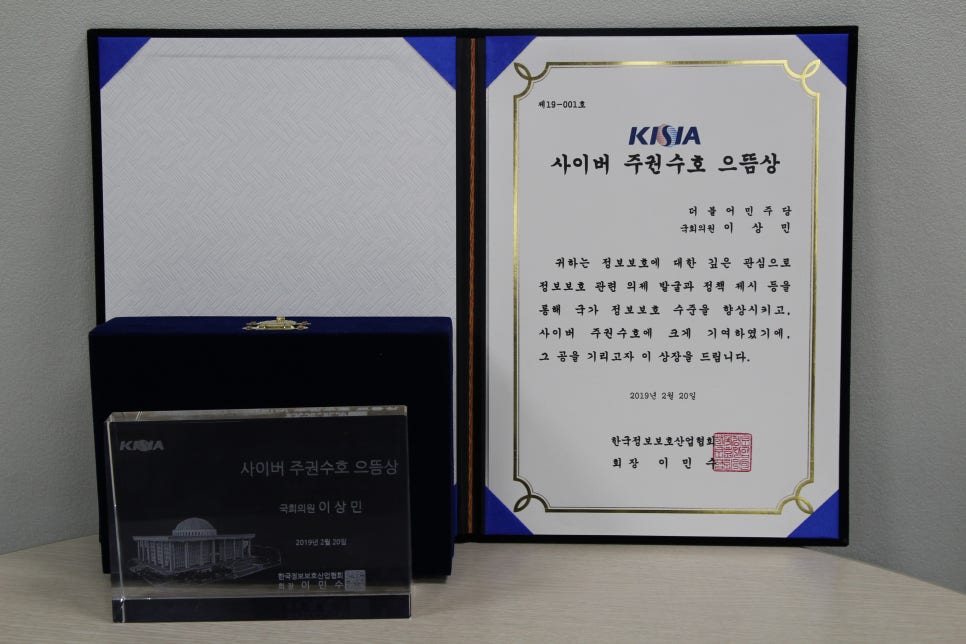 제19-001호
KISIA
사이버 주권수호 으뜸상
더불어민주당
국회의원 이 상 민
귀하는 정보보호에 대한 깊은 관심으로
정보보호 관련 의제 발굴과 정책 제시 등을
통해 국가 정보보호 수준을 향상시키고,
사이버 주권수호에 크게 기여하였기에,
그 공을 기리고자 이 상장을 드립니다.
2019년 2월 20일
한국정보보호산업협회
회 장 이 민 수
KISIA
사이버 주권수호 으뜸상
국회의원 이 상 민
2019년 2월 20일
한국정보보호산업협회
회 장 이 민 수